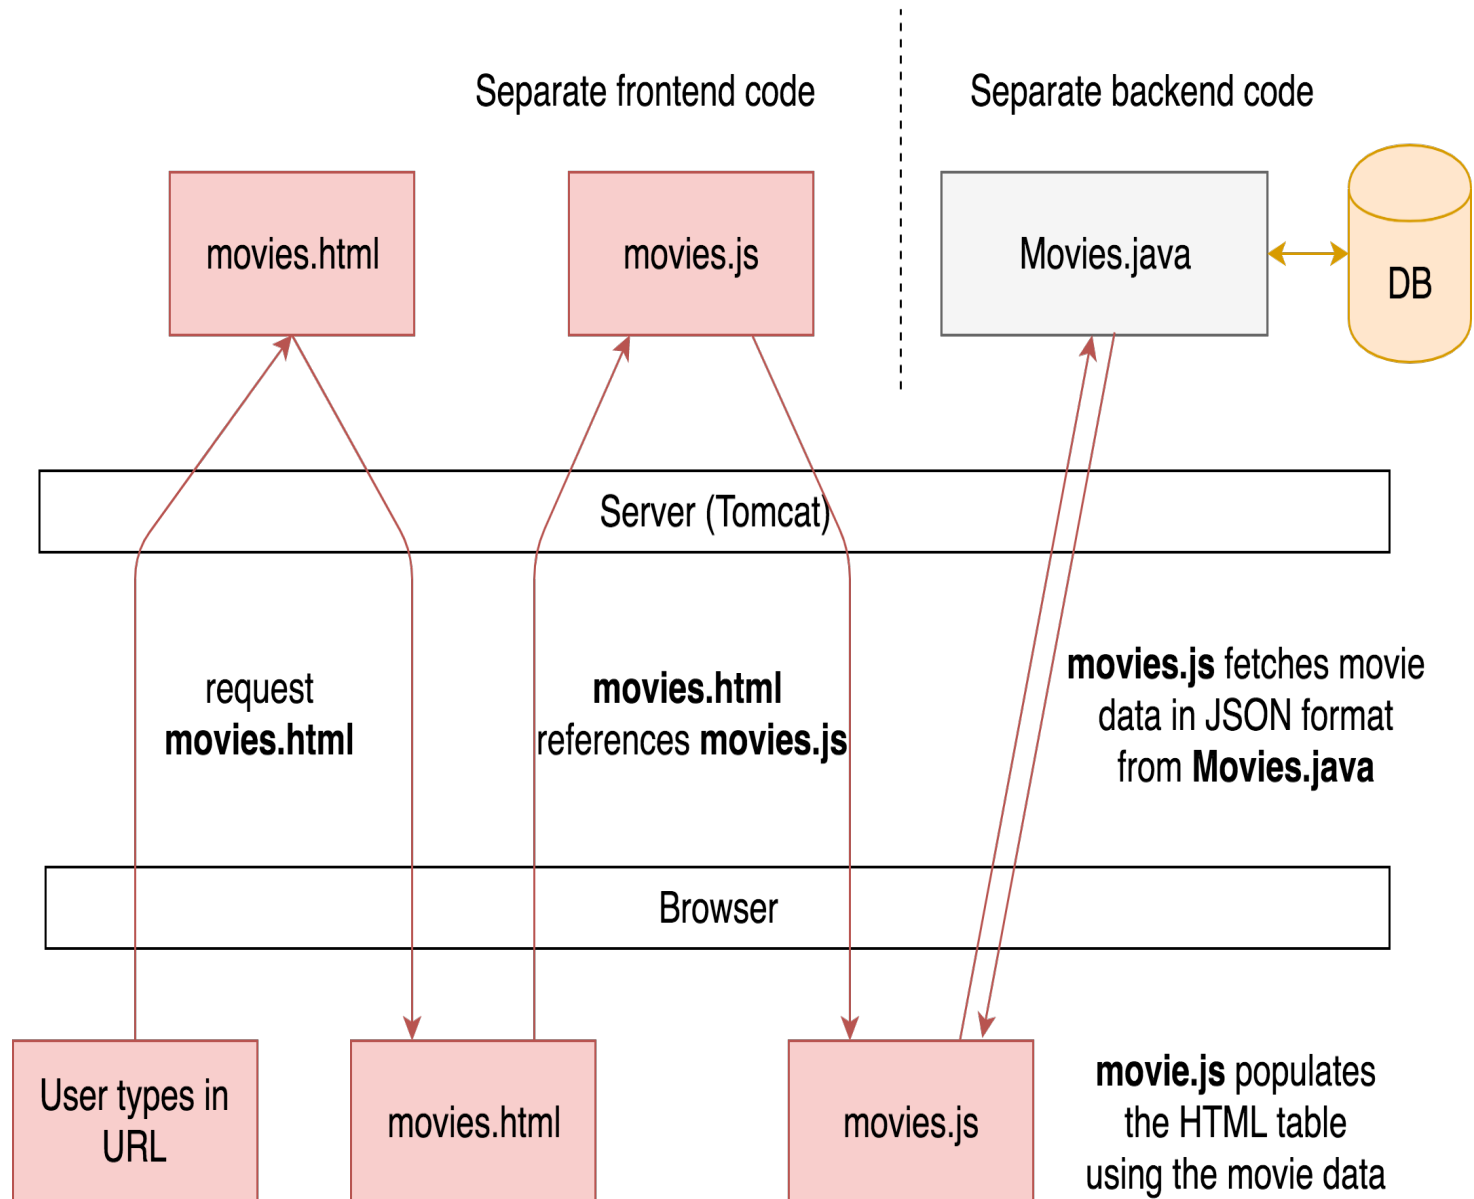 Separate frontend code
Separate backend code
movies.html
movies.js
Movies.java
DB
Server (Tomcat)
request
movies.html
movies.html
references movies.js
movies.js fetches movie
data in JSON format
from Movies.java
Browser
User types in
URL
movies.html
movies.js
movie.js populates
the HTML table
using the movie data